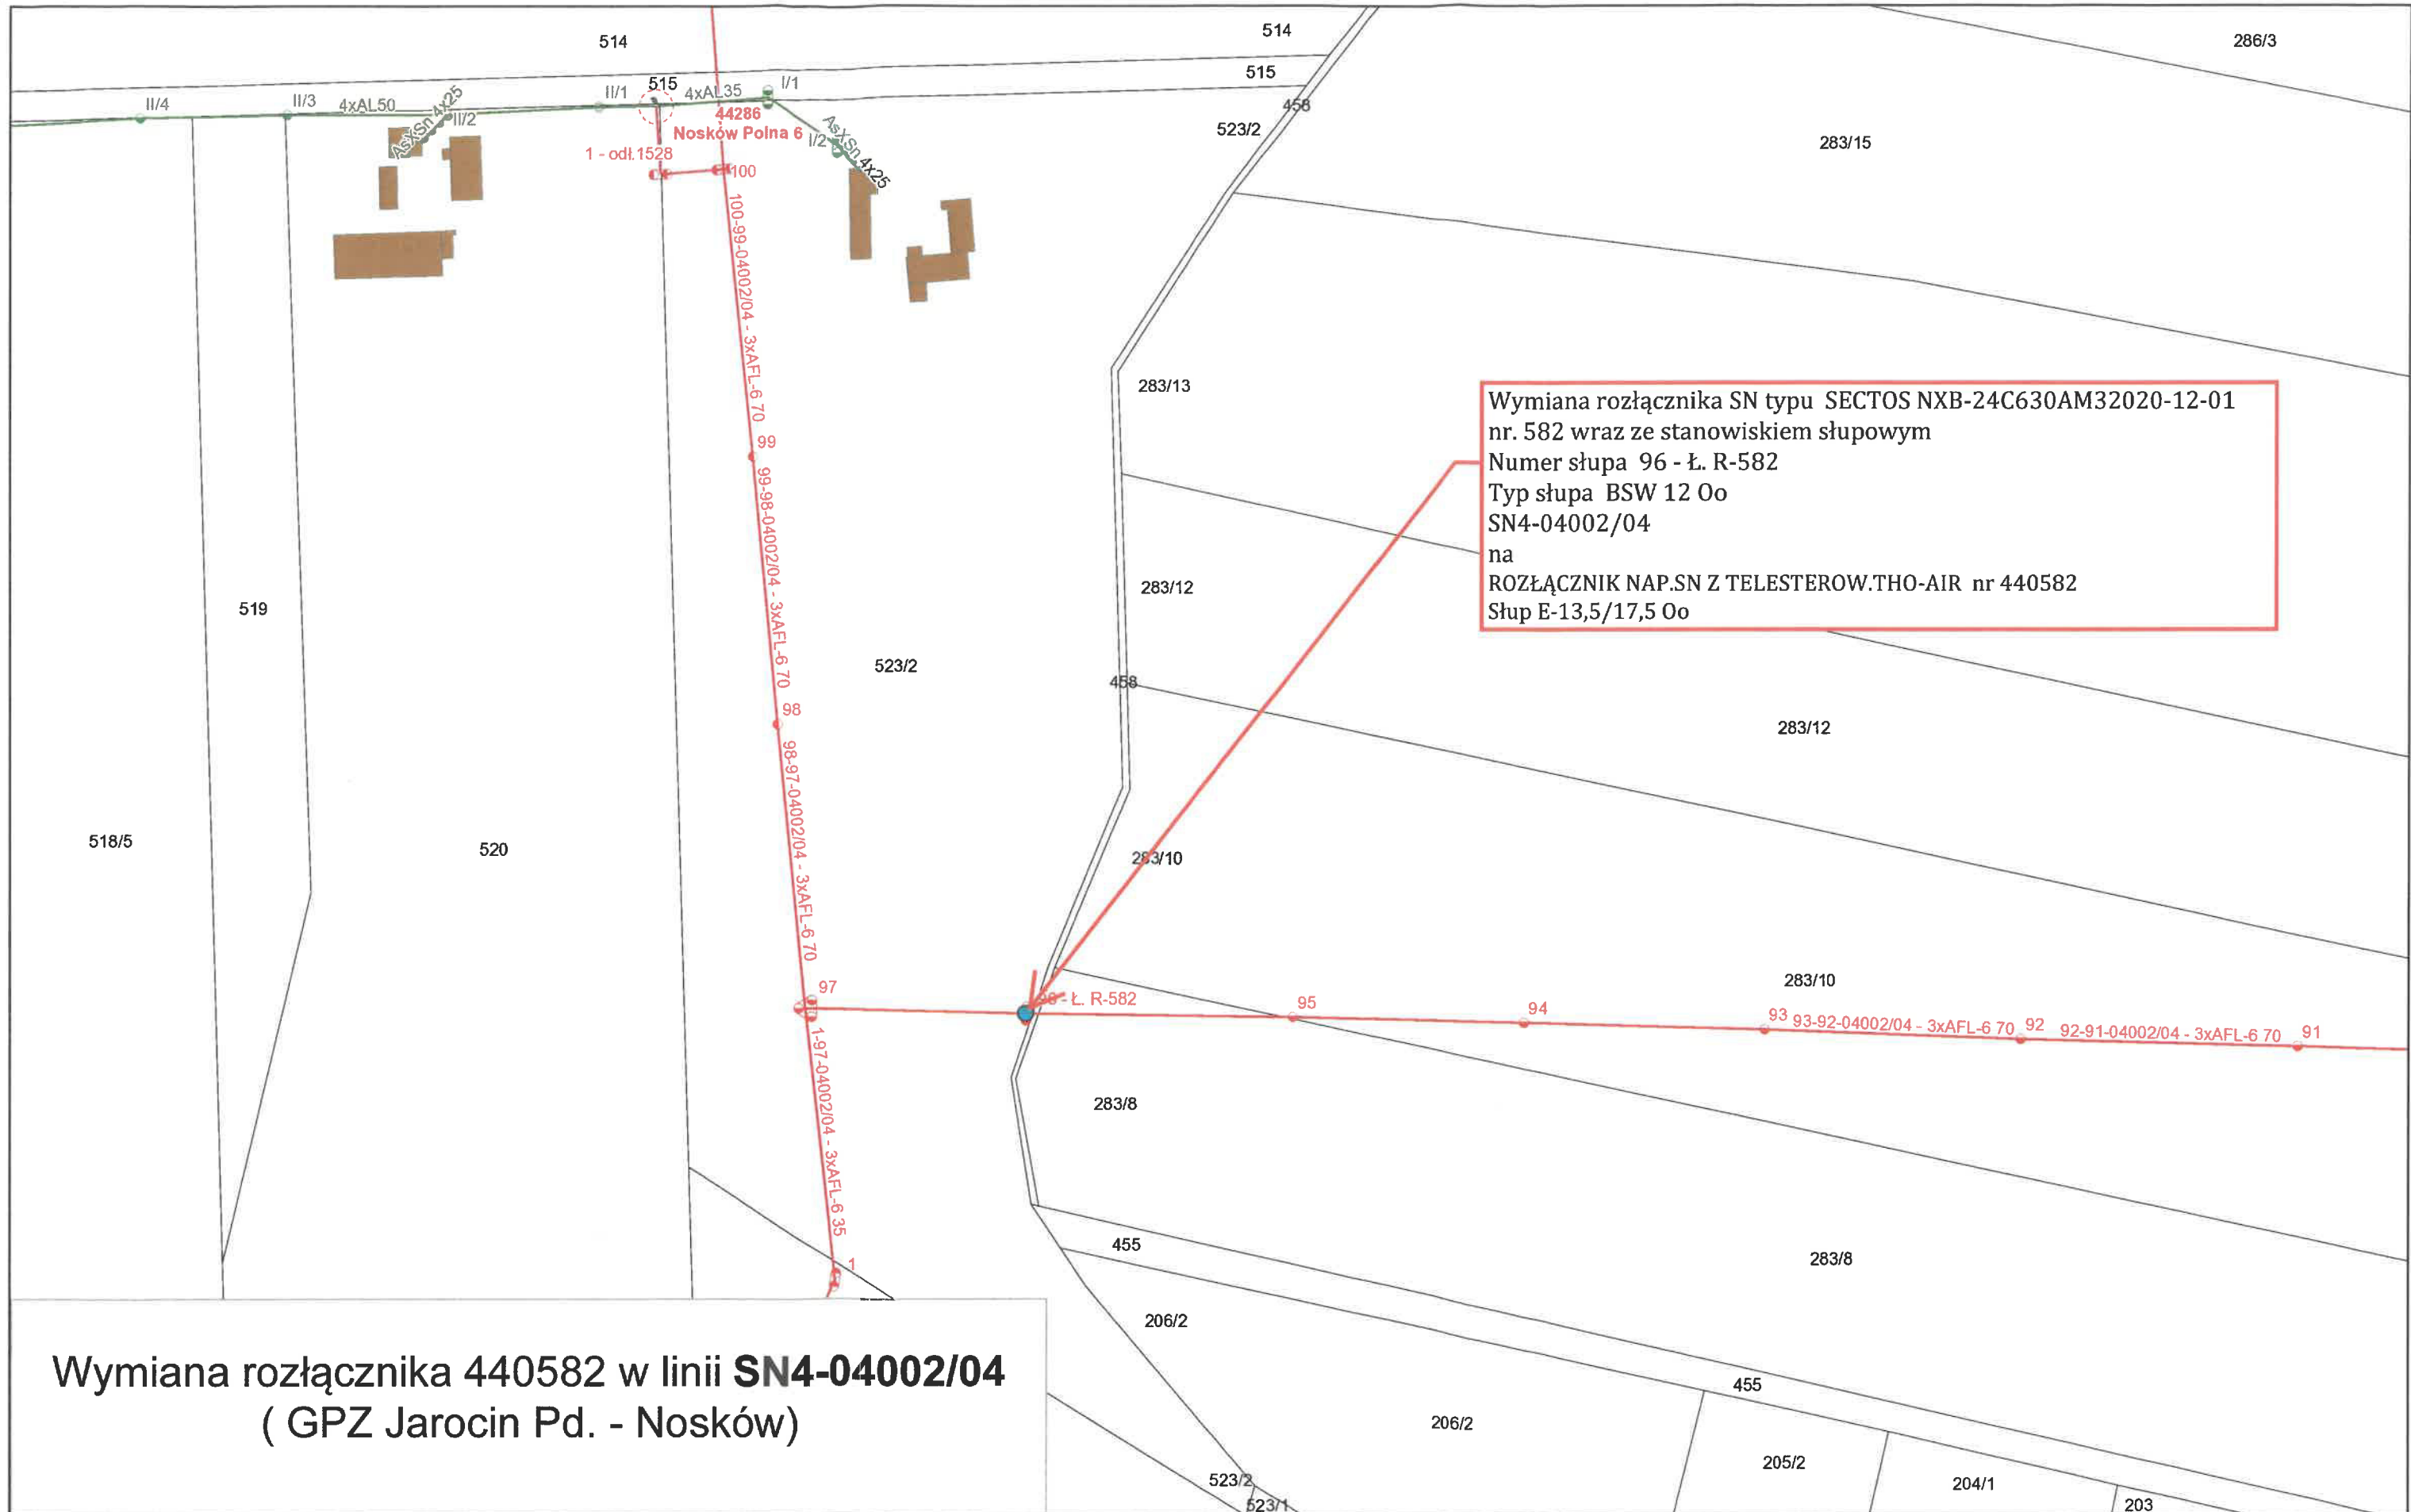 514
514
286/3
515
515
II/4
II/3
4xAL50
AsXSn 4x25
II/2
II/1
4xAL35
I/1
44286
Nosków Polna 6
I/2
AsXSn 4x25
458
523/2
283/15
1 - odł.1528
100
100-99-04002/04 - 3xAFL-6 70
283/13
Wymiana rozłącznika SN typu SECTOS NXB-24C630AM32020-12-01
nr. 582 wraz ze stanowiskiem słupowym
Numer słupa 96 - Ł. R-582
Typ słupa BSW 12 Oo
SN4-04002/04
na
ROZŁĄCZNIK NAP.SN Z TELESTEROW.THO-AIR nr 440582
Słup E-13,5/17,5 Oo
99
99-98-04002/04 - 3xAFL-6 70
283/12
519
523/2
458
98
283/12
98-97-04002/04 - 3xAFL-6 70
518/5
520
283/10
283/10
97
- Ł. R-582
95
94
93
93-92-04002/04 - 3xAFL-6 70
92
92-91-04002/04 - 3xAFL-6 70
91
1-97-04002/04 - 3xAFL-6 35
283/8
455
283/8
1
206/2
Wymiana rozłącznika 440582 w linii SN4-04002/04
( GPZ Jarocin Pd. - Nosków)
455
206/2
205/2
204/1
203
523/2
523/1